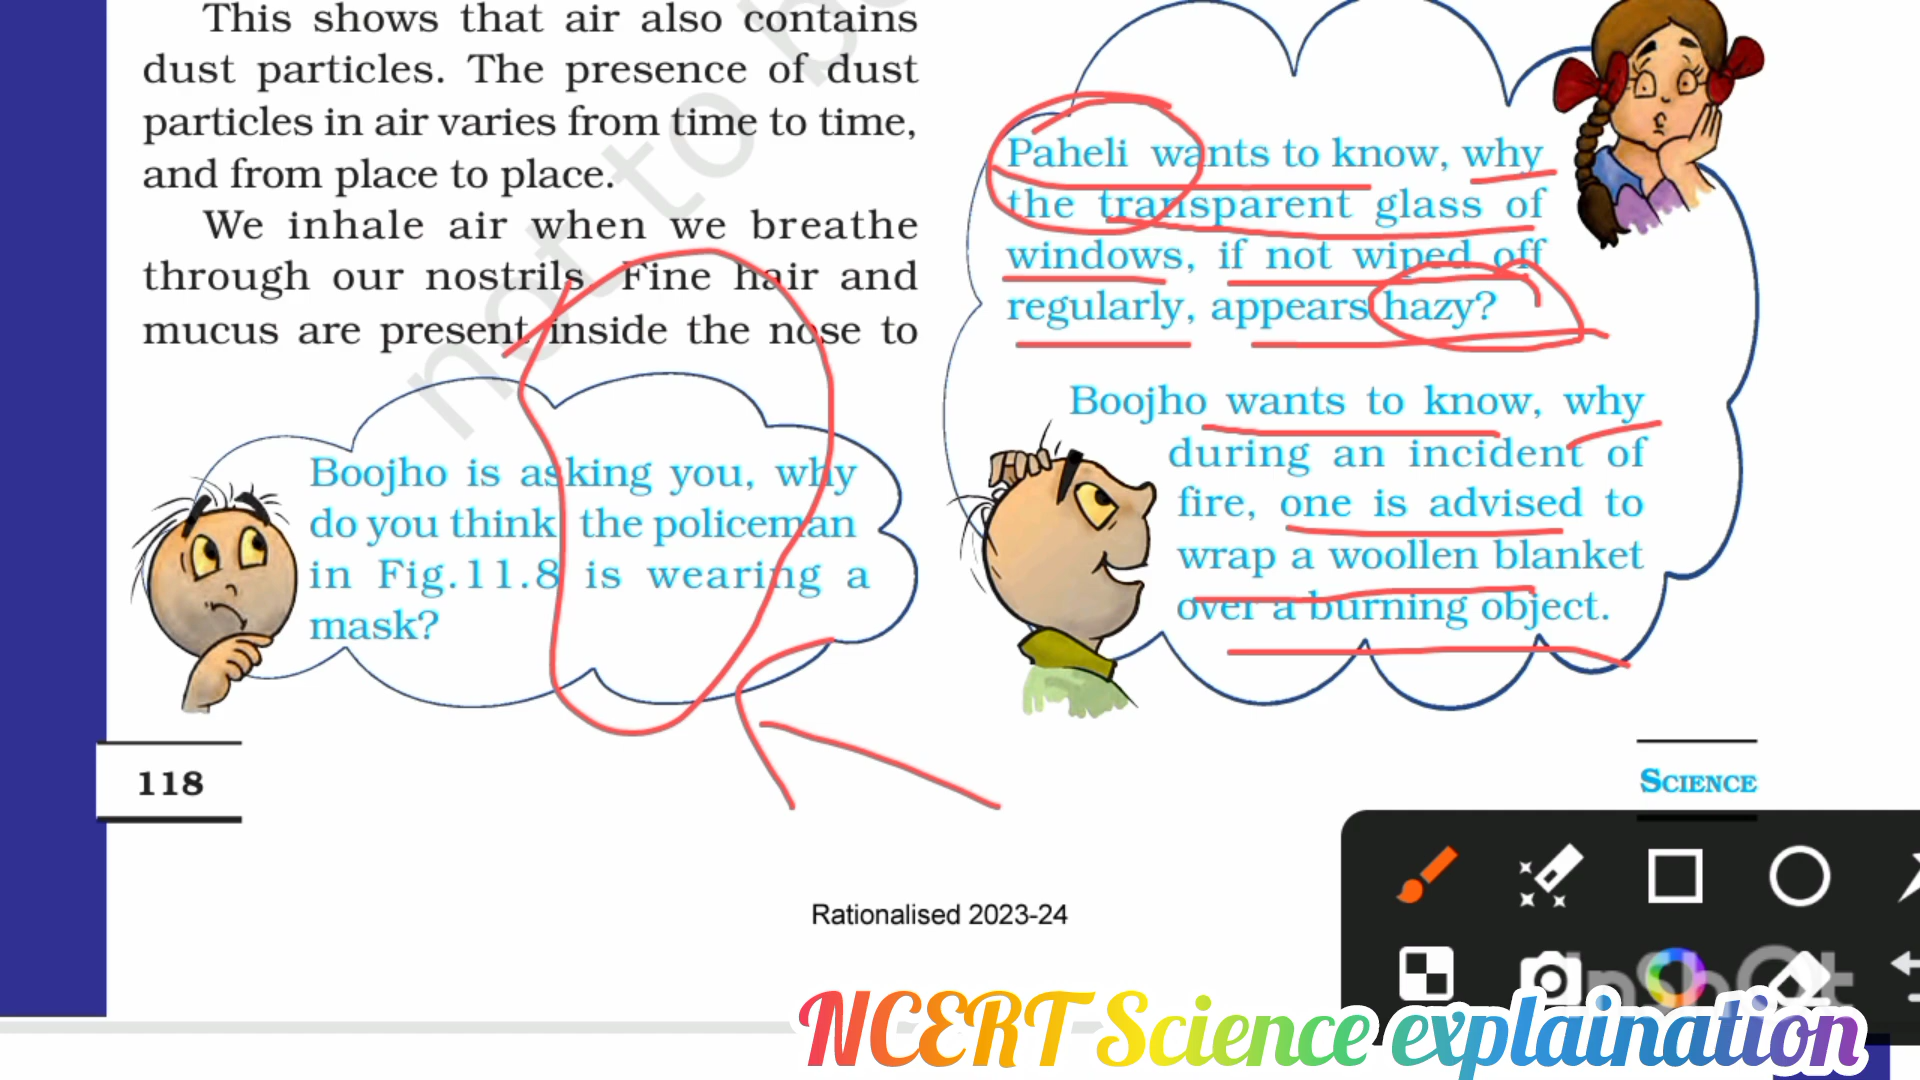 This shows that air also contains
dust particles. The presence of dust
particles in air varies from time to time,
and from place to place.
We inhale air when we breathe
through our nostrils. Fine hair and
mucus are present inside the nose to
Boojho is asking you, why
do you think the policeman
in Fig.11.8 is wearing a
mask?
118
Paheli wants to know, why
the transparent glass of
windows, if not wiped off
regularly, appears hazy?
Boojho wants to know, why
during an incident of
fire, one is advised to
wrap a woollen blanket
over a burning object.
SCIENCE
Rationalised 2023-24
not to be
InShOt
NCERT Science explaination